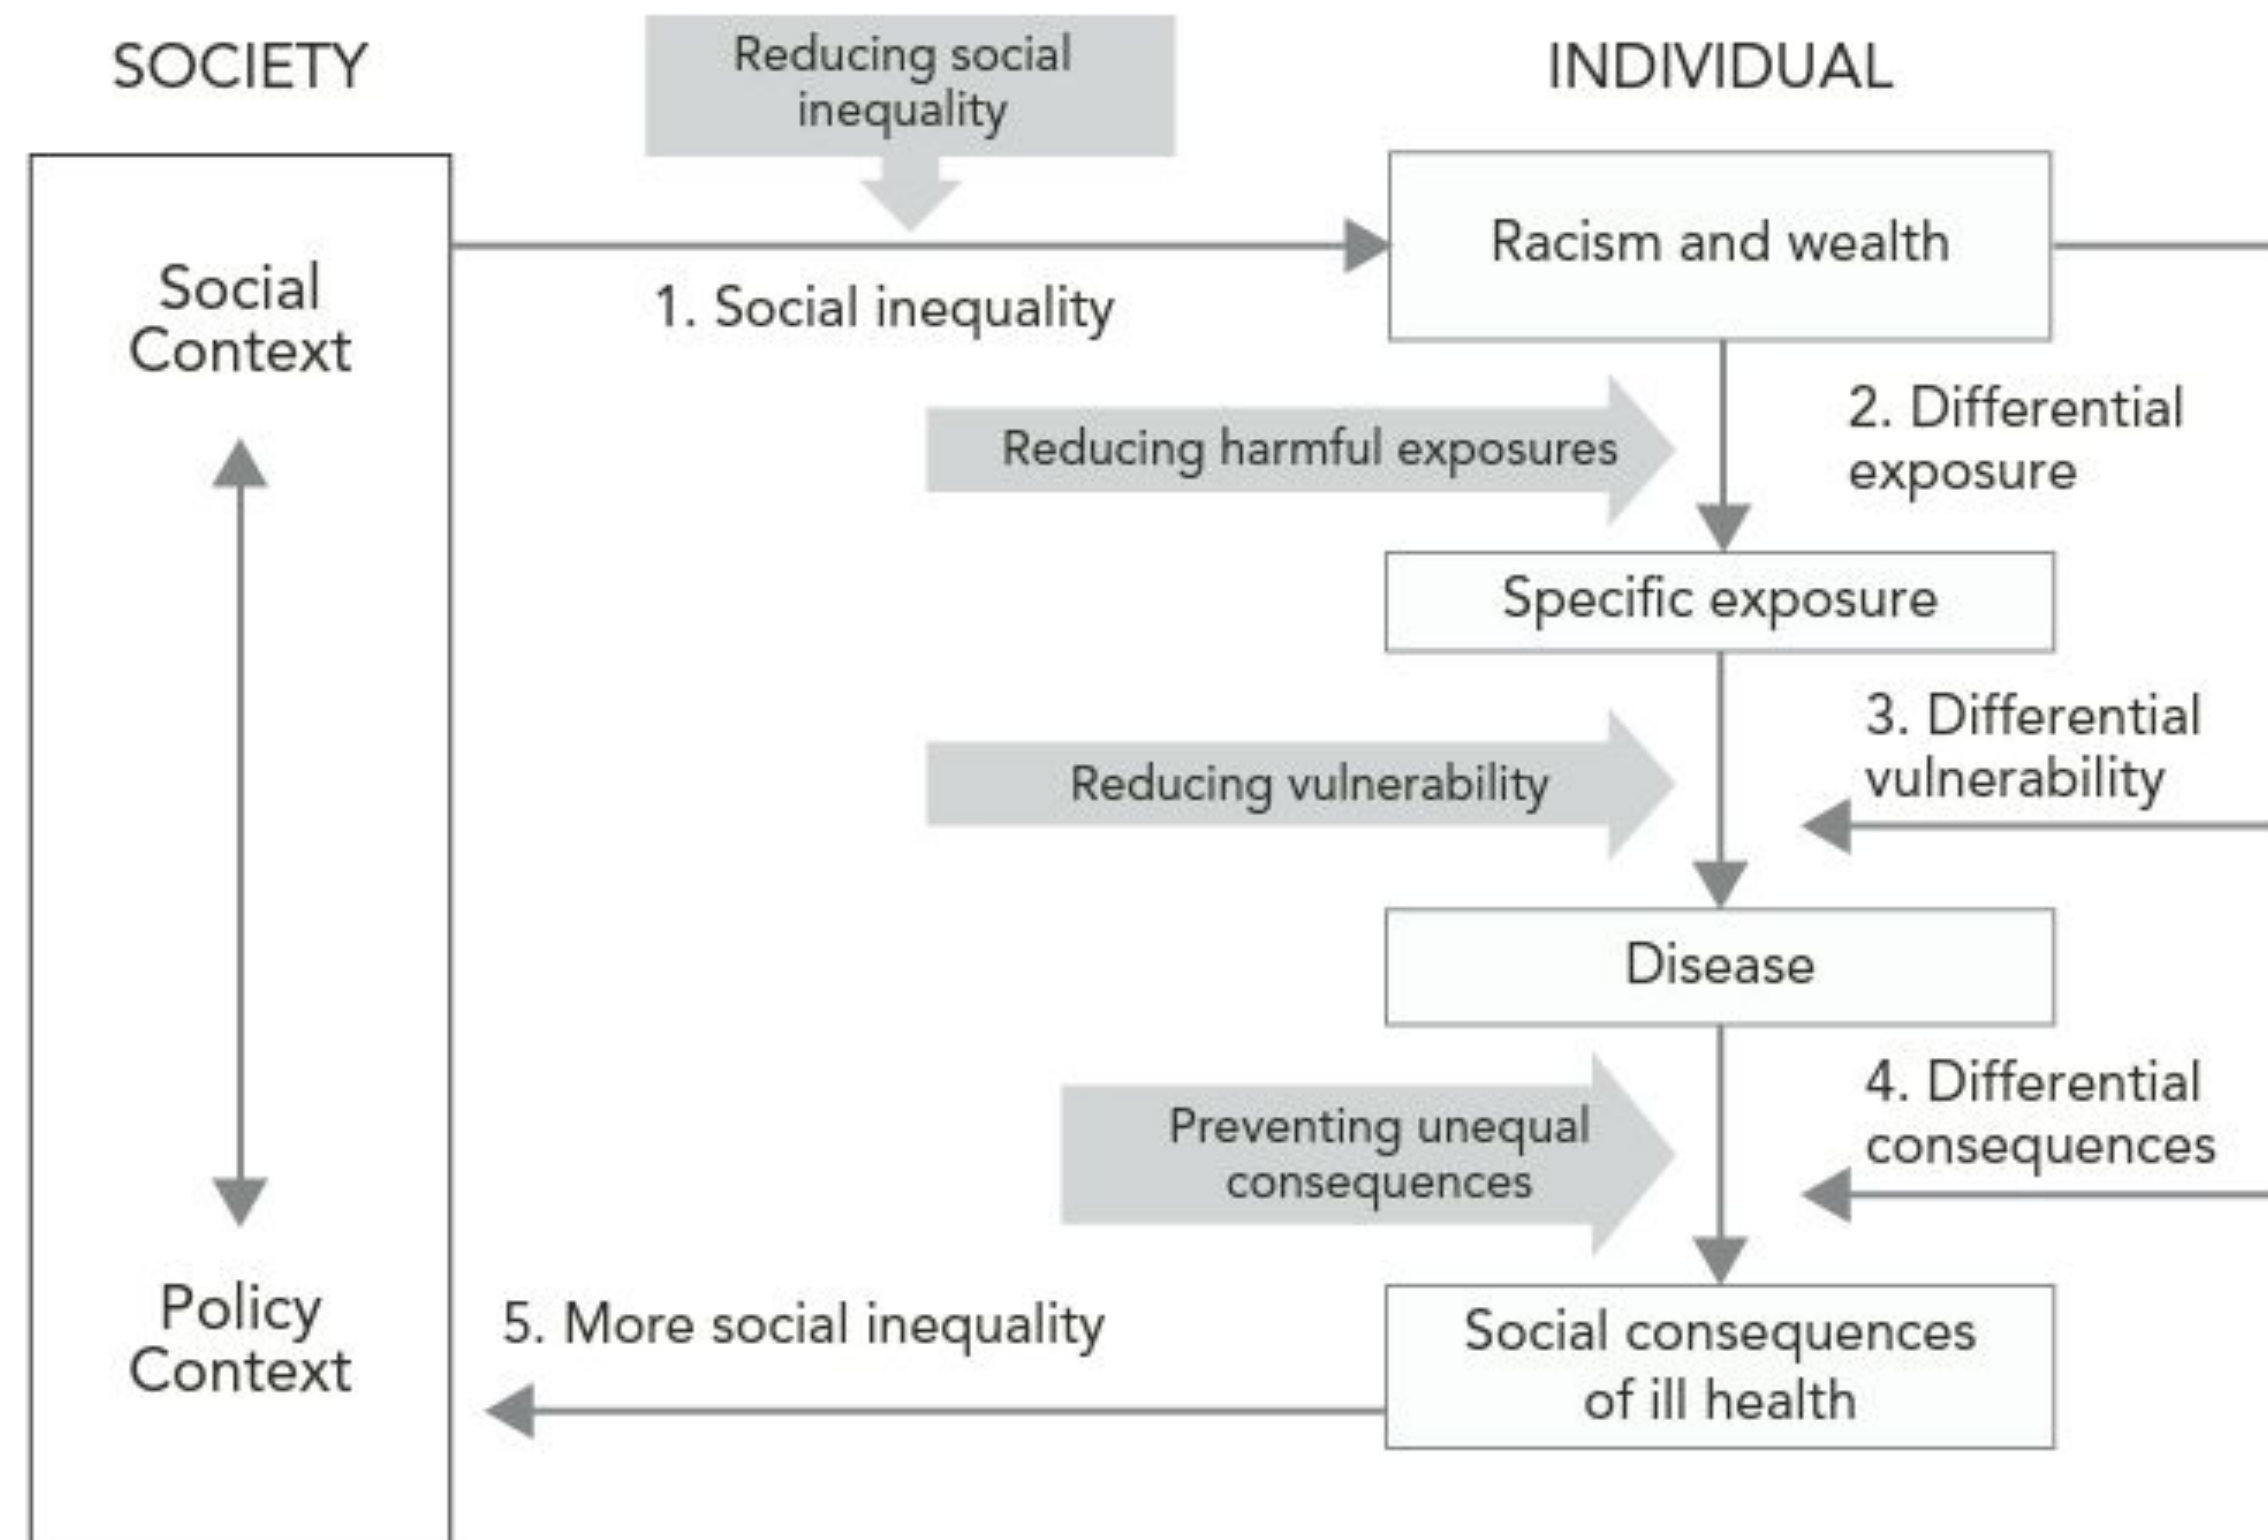 SOCIETY
Reducing social
inequality
INDIVIDUAL
Social
Context
Racism and wealth
1. Social inequality
2. Differential
exposure
Reducing harmful exposures
Specific exposure
3. Differential
vulnerability
Reducing vulnerability
Disease
4. Differential
consequences
Preventing unequal
consequences
Policy
Context
5. More social inequality
Social consequences
of ill health